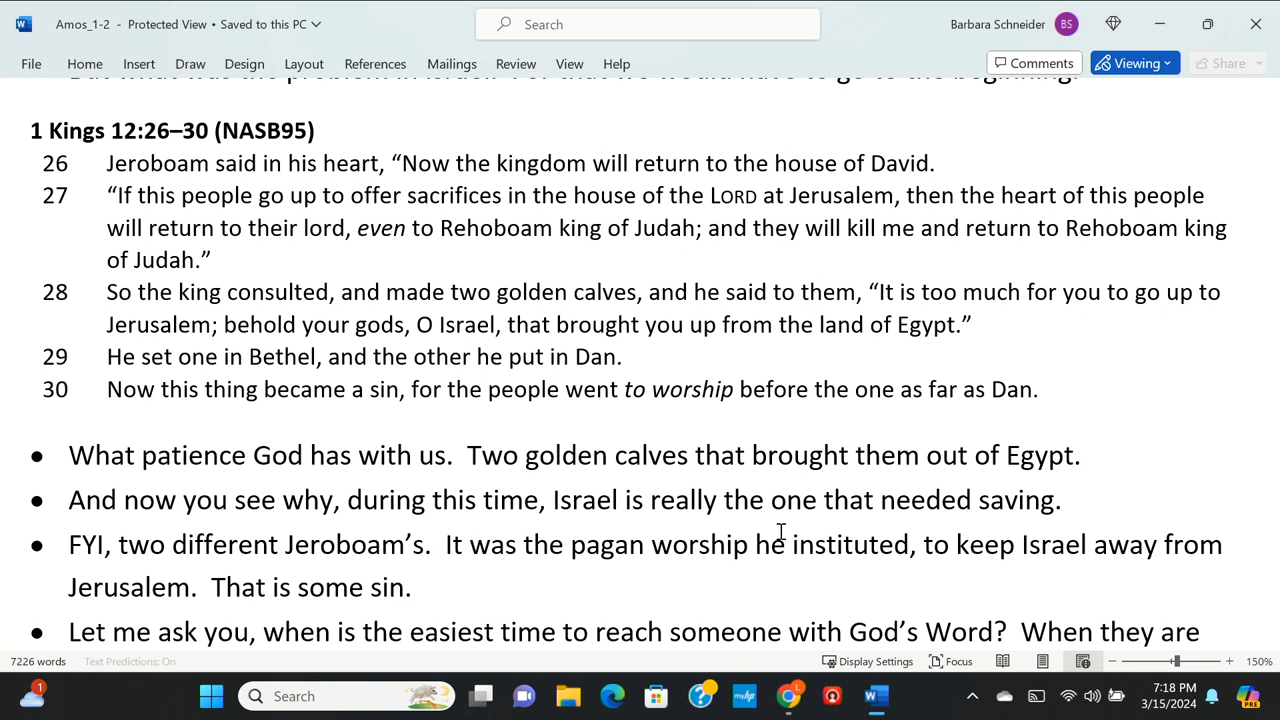 Amos_1-2 • Protected View • Saved to this PC
Search
Barbara Schneider
BS
File Home Insert Draw Design Layout References Mailings Review View Help
Comments Viewing Share
1 Kings 12:26–30 (NASB95)
26 Jeroboam said in his heart, “Now the kingdom will return to the house of David.
27 “If this people go up to offer sacrifices in the house of the LORD at Jerusalem, then the heart of this people
will return to their lord, even to Rehoboam king of Judah; and they will kill me and return to Rehoboam king
of Judah.”
28 So the king consulted, and made two golden calves, and he said to them, “It is too much for you to go up to
Jerusalem; behold your gods, O Israel, that brought you up from the land of Egypt.”
29 He set one in Bethel, and the other he put in Dan.
30 Now this thing became a sin, for the people went to worship before the one as far as Dan.
• What patience God has with us. Two golden calves that brought them out of Egypt.
• And now you see why, during this time, Israel is really the one that needed saving.
• FYI, two different Jeroboam’s. It was the pagan worship he instituted, to keep Israel away from
Jerusalem. That is some sin.
• Let me ask you, when is the easiest time to reach someone with God’s Word? When they are
7226 words Text Predictions: On Display Settings Focus 150%
1 Search 7:18 PM
3/15/2024
PRE